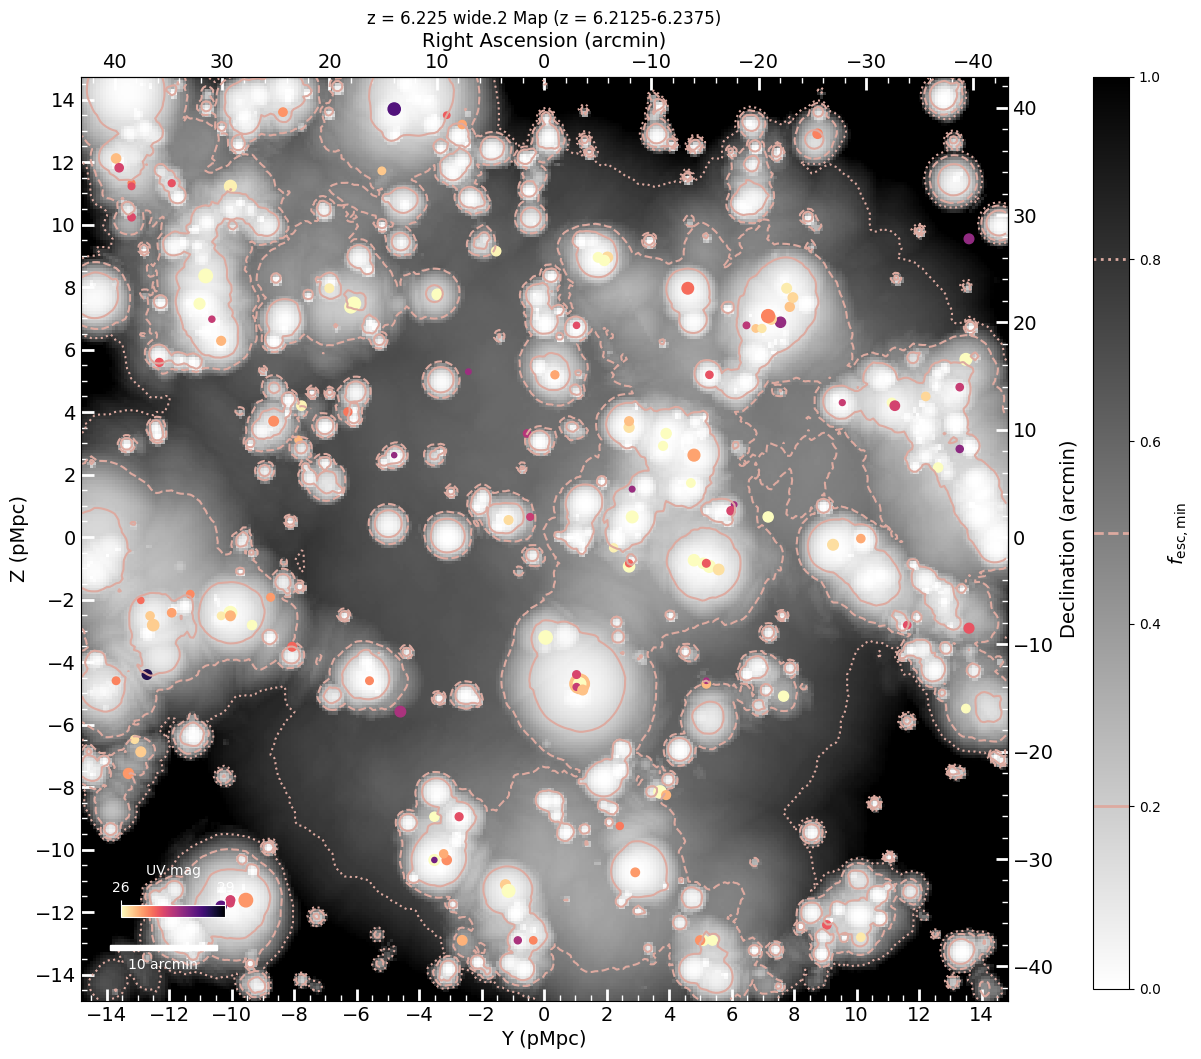 z = 6.225 wide.2 Map (z = 6.2125-6.2375)
Right Ascension (arcmin)
40 30 20 10 0 −10 −20 −30 −40
14 12 10 8 6 4 2 0 −2 −4 −6 −8 −10 −12 −14
Z (pMpc)
40 30 20 10 0 −10 −20 −30 −40
Declination (arcmin)
UV mag
26
10 arcmin
−14 −12 −10 −8 −6 −4 −2 0 2 4 6 8 10 12 14
Y (pMpc)
1.0
0.8
0.6
0.4
0.2
0.0
fesc,min